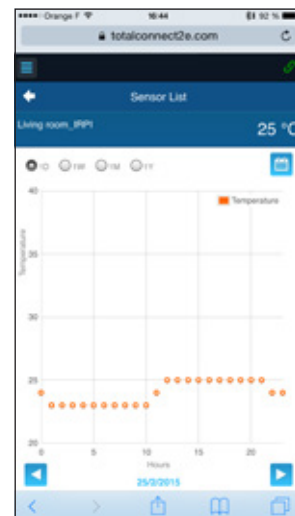 Orange F 16:44 92 %
totalconnect2e.com
Sensor List
Living room_tRPI 25 °C
1D 1W 1M 1Y
Temperature
40
35
30
25
20
Temperature
0 5 10 15 20
Hours
25/2/2015